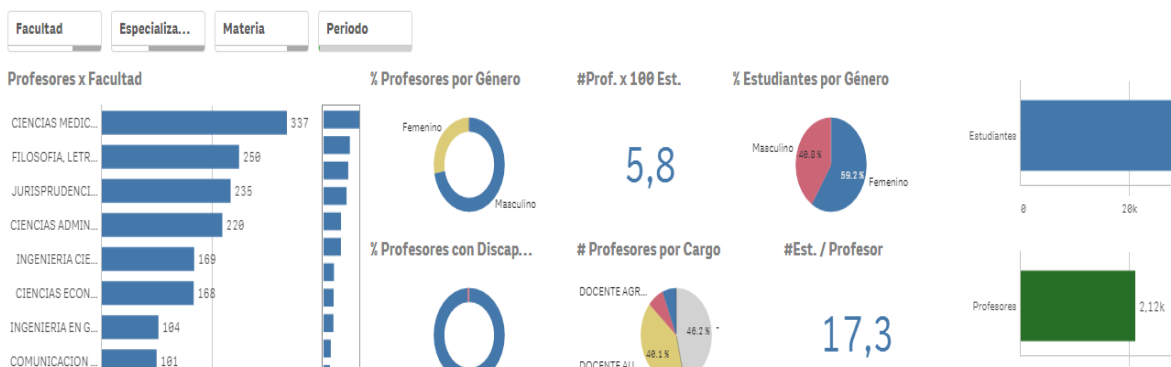 Facultad
Especializa...
Materia
Periodo
Profesores x Facultad
CIENCIAS MEDIC...
337
FILOSOFIA, LETR...
250
JURISPRUDENCI...
235
CIENCIAS ADMIN...
220
INGENIERIA CIE...
169
CIENCIAS ECON...
168
INGENIERIA EN G...
104
COMUNICACION ...
101
% Profesores por Género
Femenino
Masculino
#Prof. x 100 Est.
5,8
% Estudiantes por Género
Masculino
40.8 %
59.2 %
Femenino
Estudiantes
0
20k
% Profesores con Discap...
# Profesores por Cargo
DOCENTE AGR...
46.2 %
-
40.1 %
DOCENTE AU...
#Est. / Profesor
17,3
Profesores
2,12k